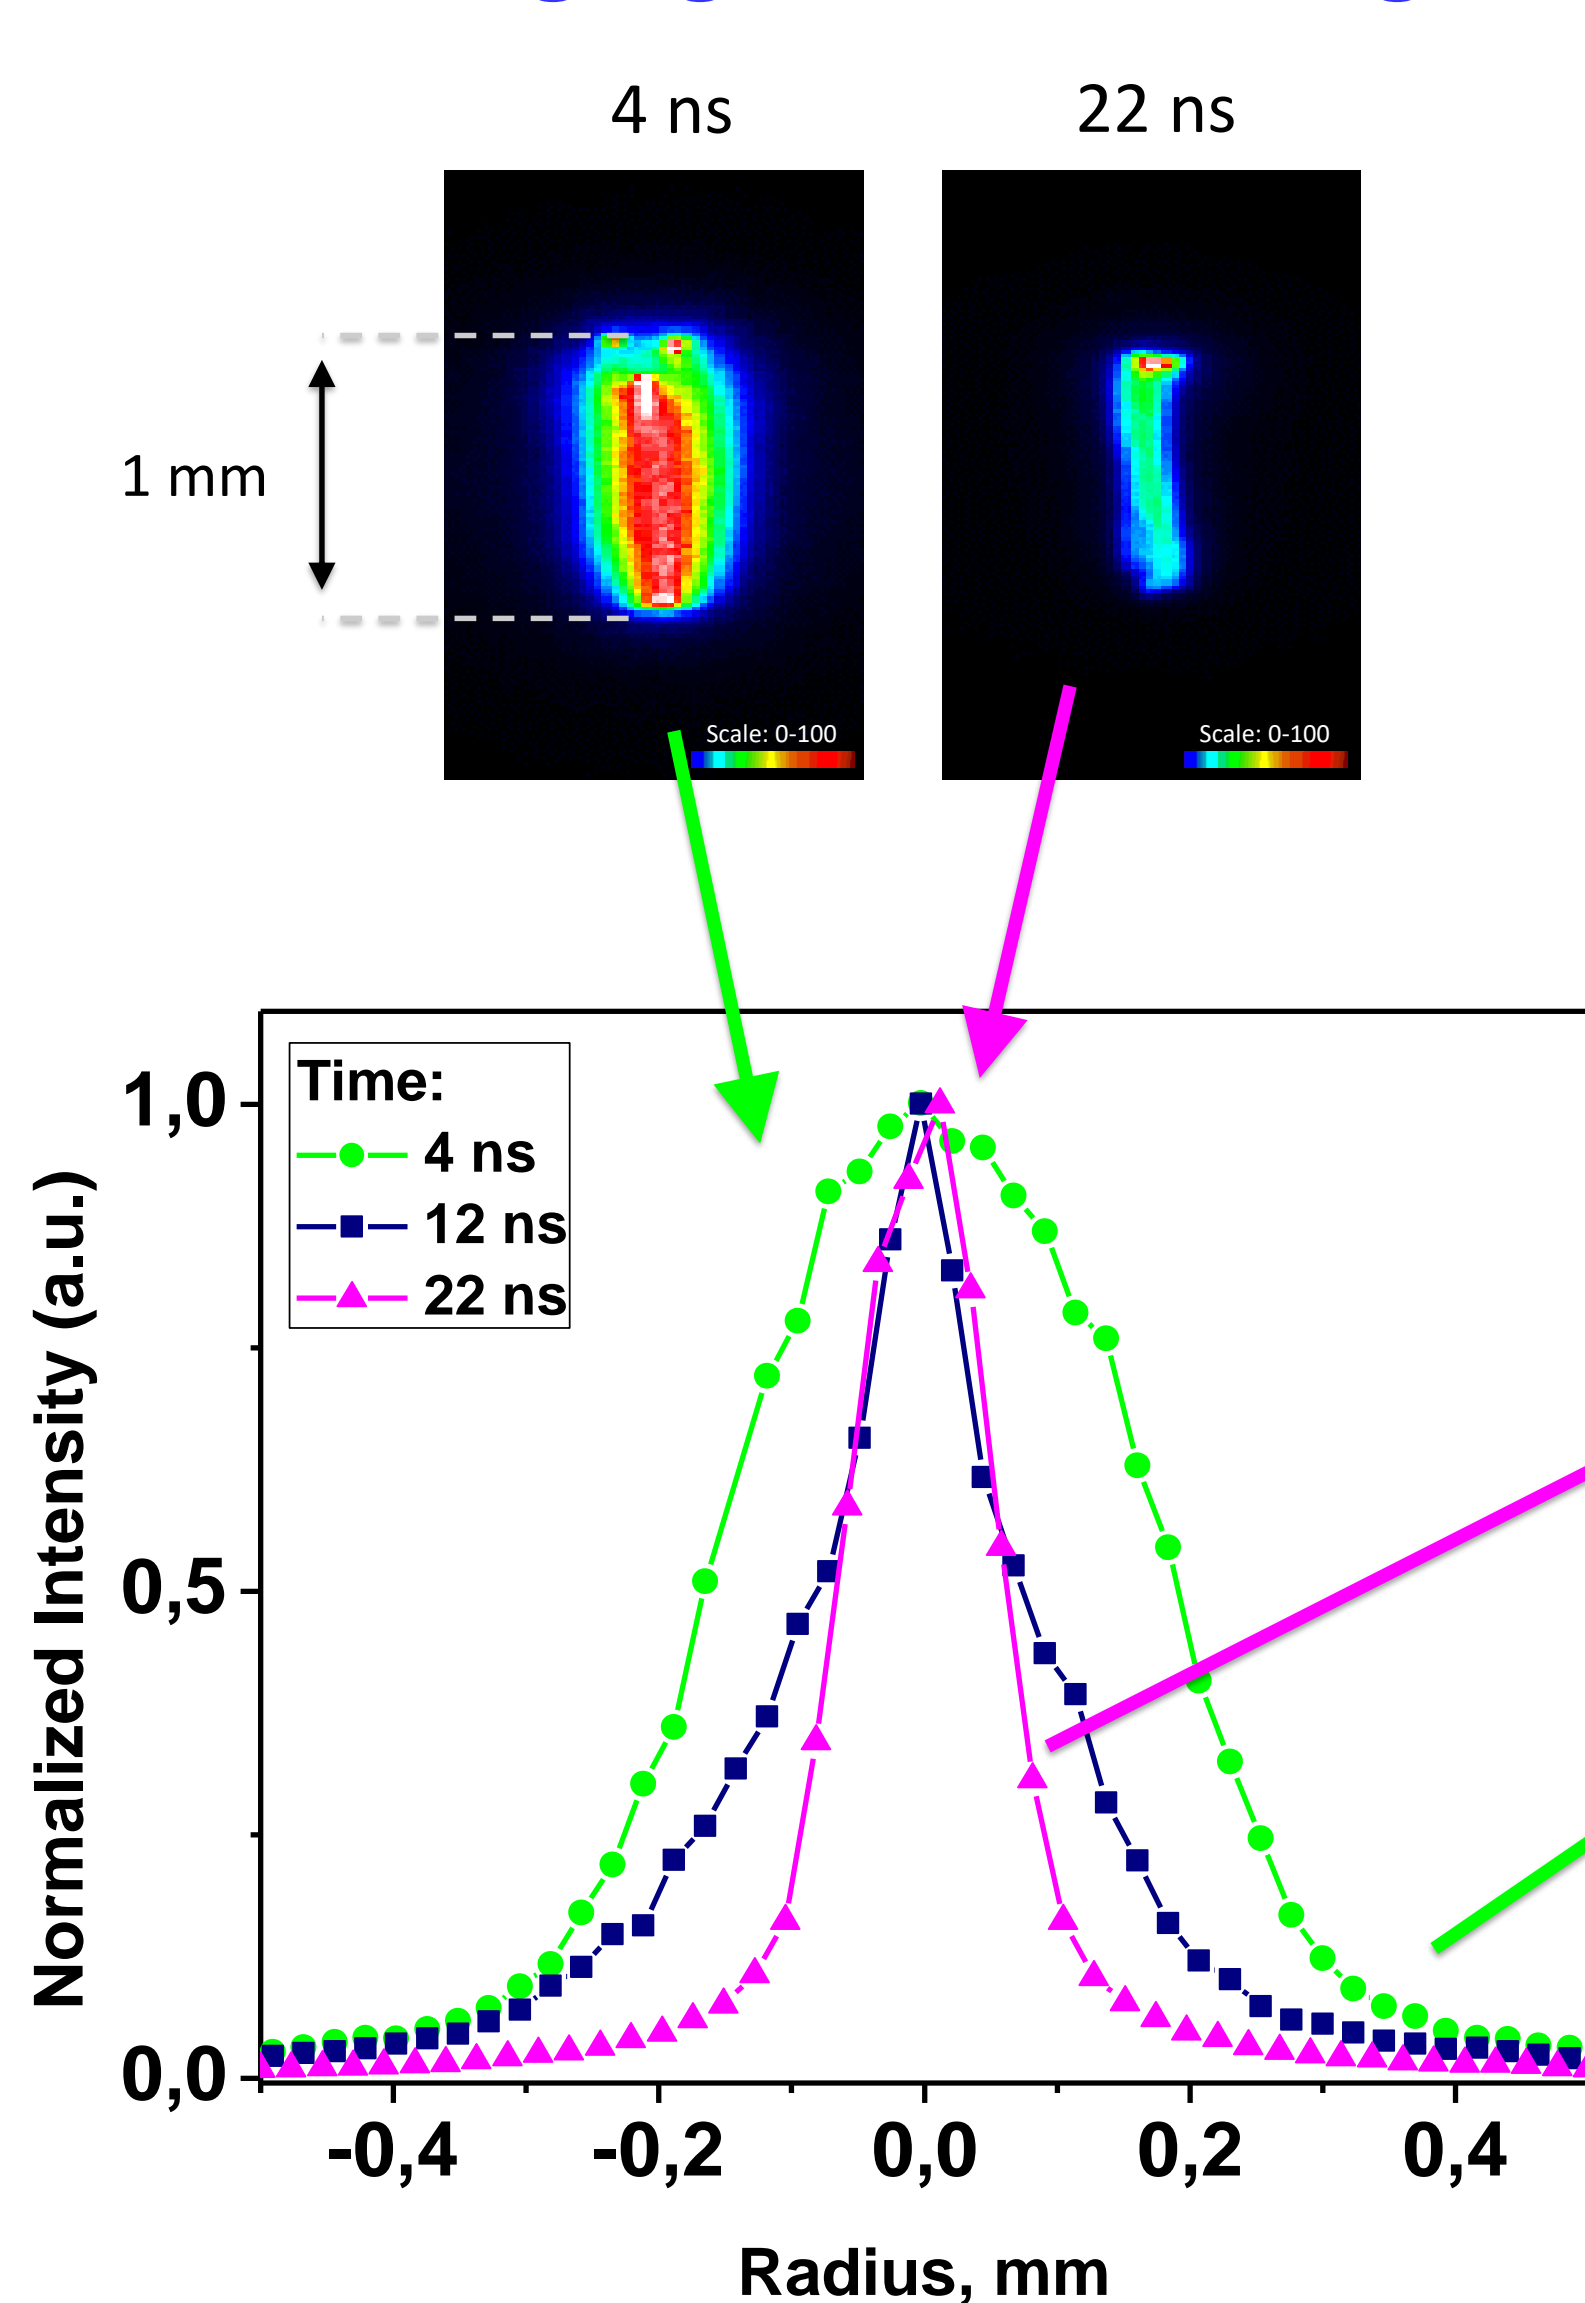 4 ns
22 ns
1 mm
Scale: 0-100
Scale: 0-100
Time:
4 ns
12 ns
22 ns
1,0
0,5
0,0
Normalized Intensity (a.u.)
-0,4
-0,2
0,0
0,2
0,4
Radius, mm